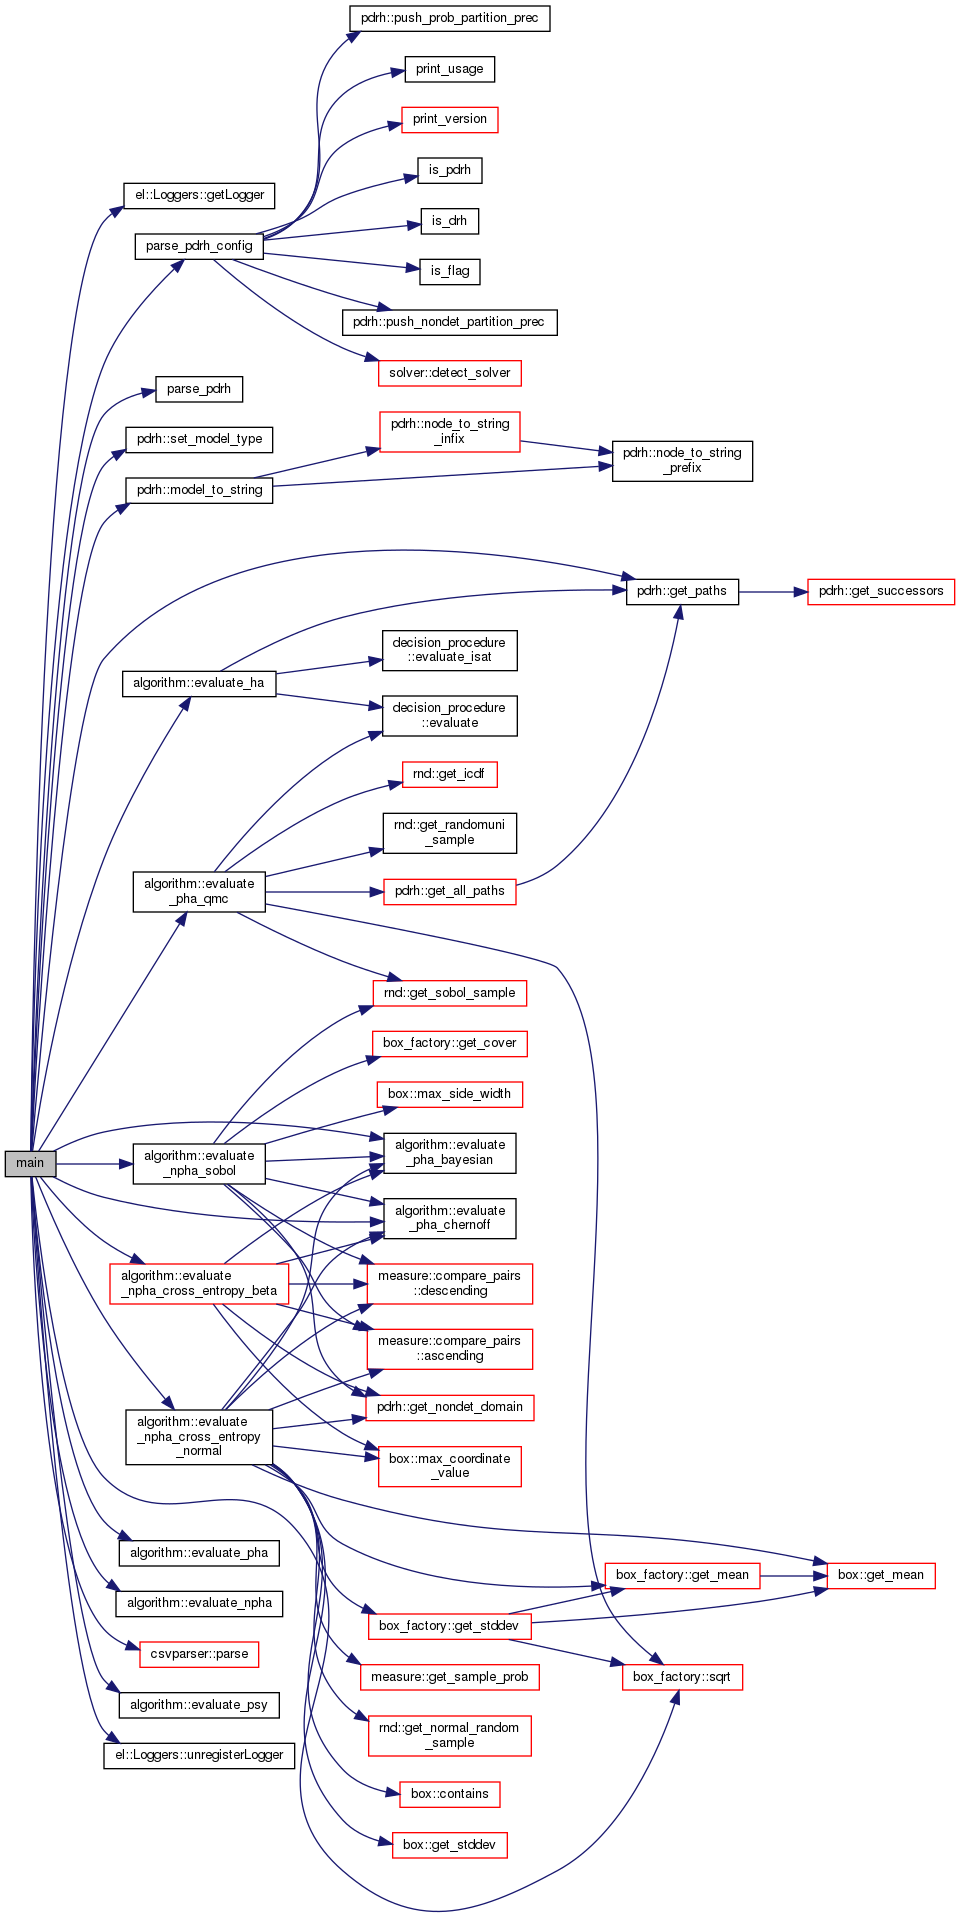 pdrh::push_prob_partition_prec
print_usage
print_version
is_pdrh
el::Loggers::getLogger
is_drh
parse_pdrh_config
is_flag
pdrh::push_nondet_partition_prec
solver::detect_solver
parse_pdrh
pdrh::node_to_string
_infix
pdrh::set_model_type
pdrh::node_to_string
_prefix
pdrh::model_to_string
pdrh::get_paths
pdrh::get_successors
decision_procedure
::evaluate_isat
algorithm::evaluate_ha
decision_procedure
::evaluate
rnd::get_icdf
rnd::get_randomuni
_sample
algorithm::evaluate
_pha_qmc
pdrh::get_all_paths
rnd::get_sobol_sample
box_factory::get_cover
box::max_side_width
algorithm::evaluate
_pha_bayesian
main
algorithm::evaluate
_npha_sobol
algorithm::evaluate
_pha_chernoff
algorithm::evaluate
_npha_cross_entropy_beta
measure::compare_pairs
::descending
measure::compare_pairs
::ascending
pdrh::get_nondet_domain
algorithm::evaluate
_npha_cross_entropy
_normal
box::max_coordinate
_value
algorithm::evaluate_pha
box_factory::get_mean
box::get_mean
algorithm::evaluate_npha
box_factory::get_stddev
csvparser::parse
measure::get_sample_prob
box_factory::sqrt
algorithm::evaluate_psy
rnd::get_normal_random
_sample
el::Loggers::unregisterLogger
box::contains
box::get_stddev